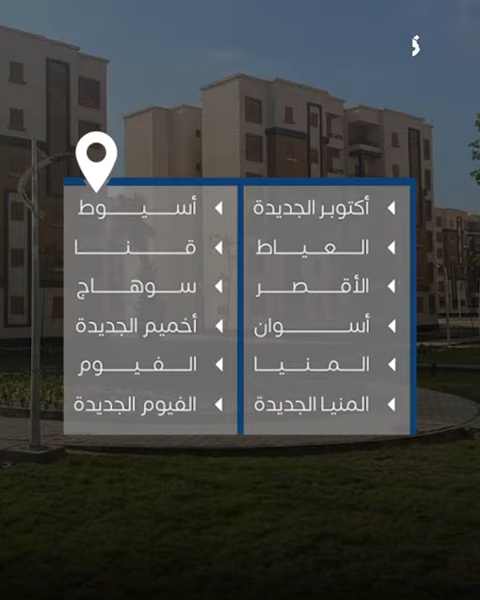 أكتوبر الجديدة
العياط
الأقصر
أسوان
المنيا
المنيا الجديدة
أسيوط
قنا
سوهاج
أخميم الجديدة
الفيوم
الفيوم الجديدة